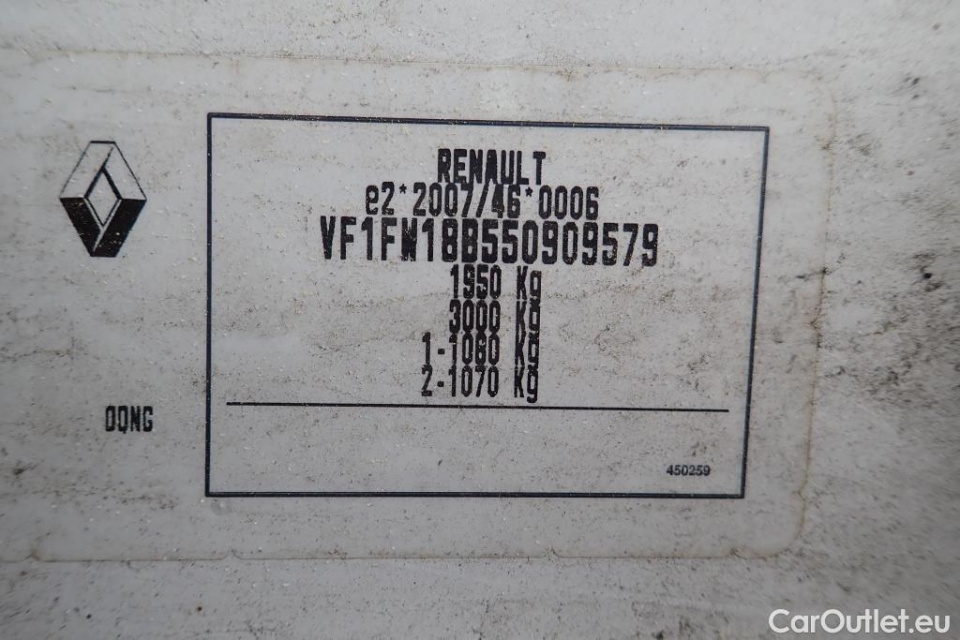 RENAULT
e2*2007/46*0006
VF1FW18B550909579
1950 Kg
3000 Kg
1-1060 Kg
2-1070 Kg
OQNG
450259
CarOutlet.eu